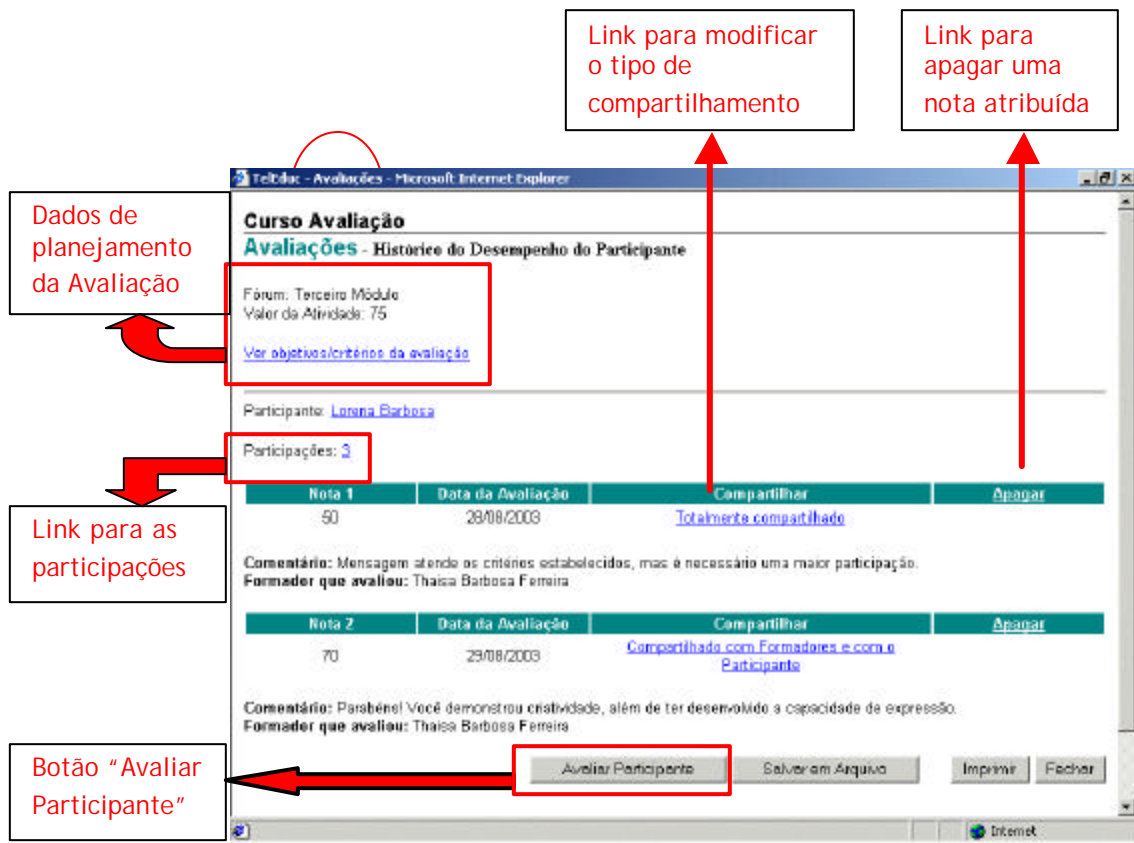 Link para modificar
o tipo de
compartilhamento
Link para
apagar uma
nota atribuída
TelEduc - Avaliações - Microsoft Internet Explorer
Dados de
planejamento
da Avaliação
Curso Avaliação
Avaliações - Histórico do Desempenho do Participante
Fórum: Terceiro Módulo
Valor da Atividade: 75
Ver objetivos/critérios da avaliação
Participante: Lorena Barbosa
Participações: 3
Link para as
participações
Nota 1 Data da Avaliação Compartilhar Apagar
50 28/08/2003 Totalmente compartilhado
Comentário: Mensagem atende os critérios estabelecidos, mas é necessário uma maior participação.
Formador que avaliou: Thaisa Barbosa Ferreira
Nota 2 Data da Avaliação Compartilhar Apagar
70 29/08/2003 Compartilhado com Formadores e com o
Participante
Comentário: Parabéns! Você demonstrou criatividade, além de ter desenvolvido a capacidade de expressão.
Formador que avaliou: Thaisa Barbosa Ferreira
Botão “Avaliar
Participante”
Avaliar Participante Salvar em Arquivo Imprimir Fechar
Internet